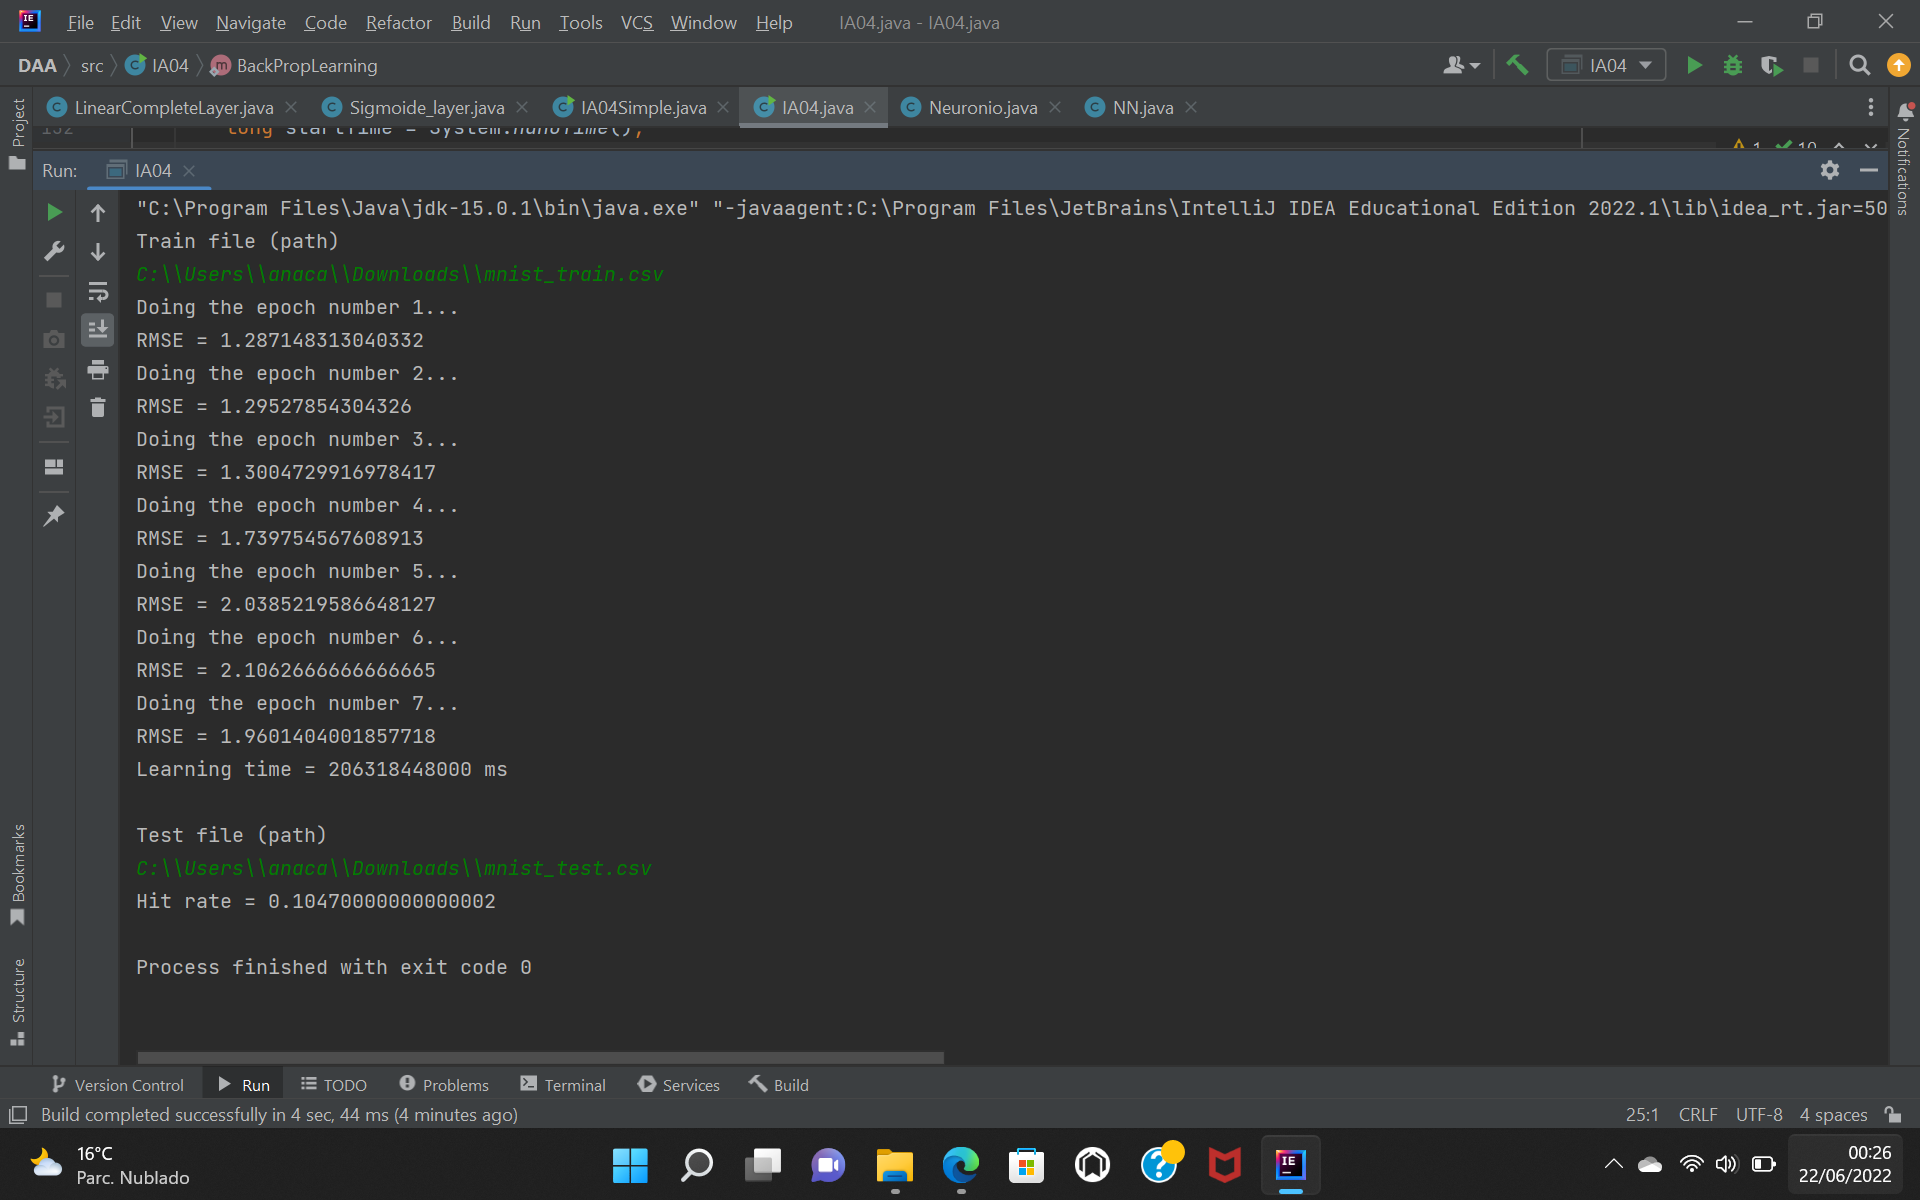 File Edit View Navigate Code Refactor Build Run Tools VCS Window Help IA04.java - IA04.java
DAA src IA04 BackPropLearning IA04
Project
LinearCompleteLayer.java Sigmoide_layer.java IA04Simple.java IA04.java Neuronio.java NN.java
Notifications
132 long startTime = System.nanoTime(); 1 10
Run: IA04
"C:\Program Files\Java\jdk-15.0.1\bin\java.exe" "-javaagent:C:\Program Files\JetBrains\IntelliJ IDEA Educational Edition 2022.1\lib\idea_rt.jar=50
Train file (path)
C:\\Users\\anaca\\Downloads\\mnist_train.csv
Doing the epoch number 1...
RMSE = 1.287148313040332
Doing the epoch number 2...
RMSE = 1.29527854304326
Doing the epoch number 3...
RMSE = 1.3004729916978417
Doing the epoch number 4...
RMSE = 1.739754567608913
Doing the epoch number 5...
RMSE = 2.0385219586648127
Doing the epoch number 6...
RMSE = 2.1062666666666665
Doing the epoch number 7...
RMSE = 1.9601404001857718
Learning time = 206318448000 ms
Test file (path)
C:\\Users\\anaca\\Downloads\\mnist_test.csv
Hit rate = 0.10470000000000002
Process finished with exit code 0
Bookmarks
Structure
Version Control Run TODO Problems Terminal Services Build
Build completed successfully in 4 sec, 44 ms (4 minutes ago) 25:1 CRLF UTF-8 4 spaces
16°C
Parc. Nublado
00:26
22/06/2022